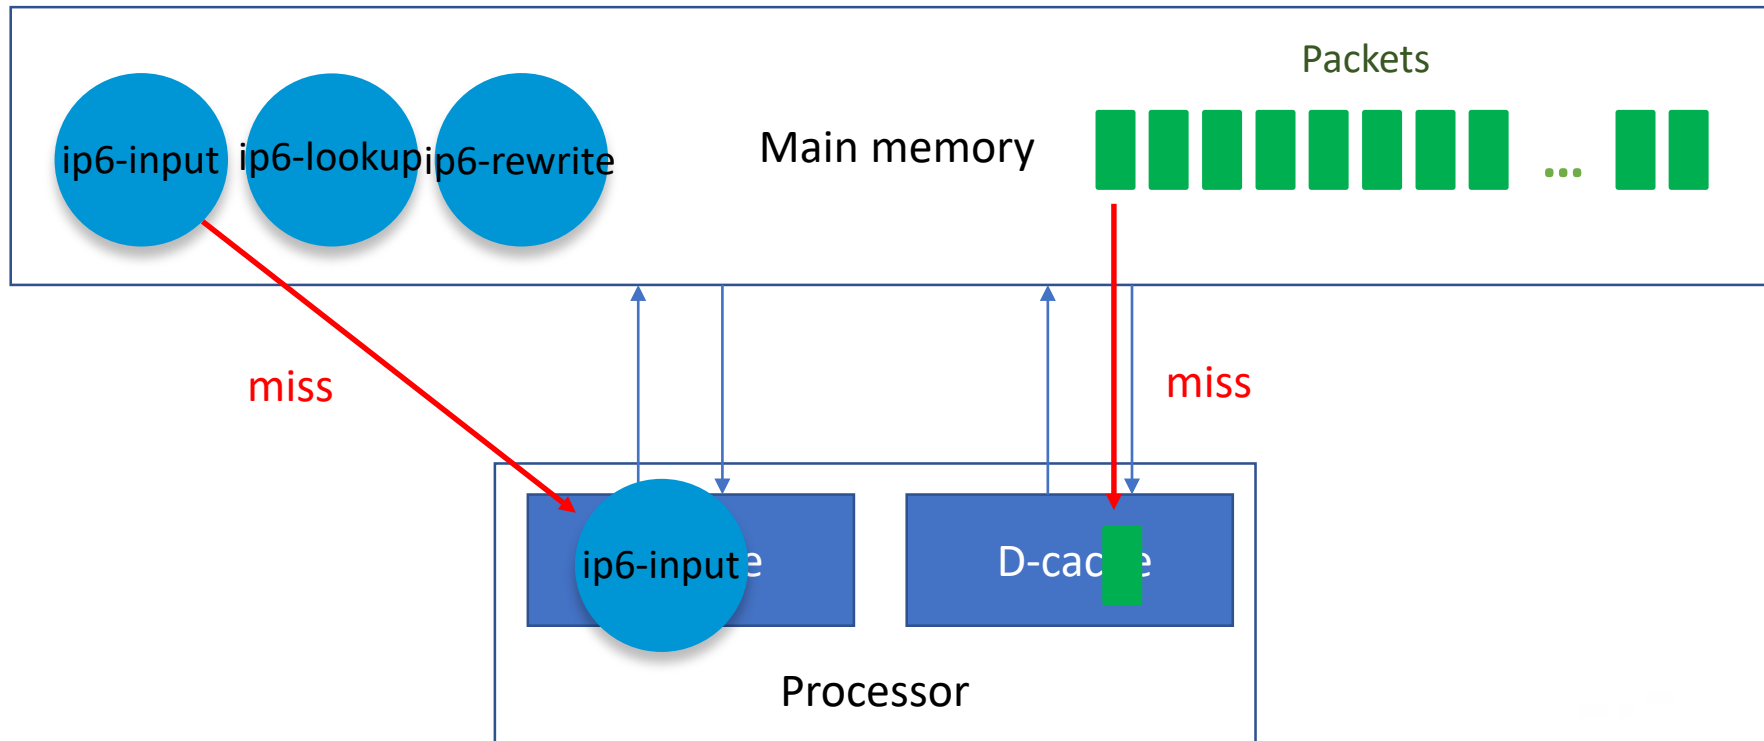 Packets
Main memory
ip6-input
ip6-lookup
ip6-rewrite
...
miss
miss
ip6-input
e
D-cac e
Processor